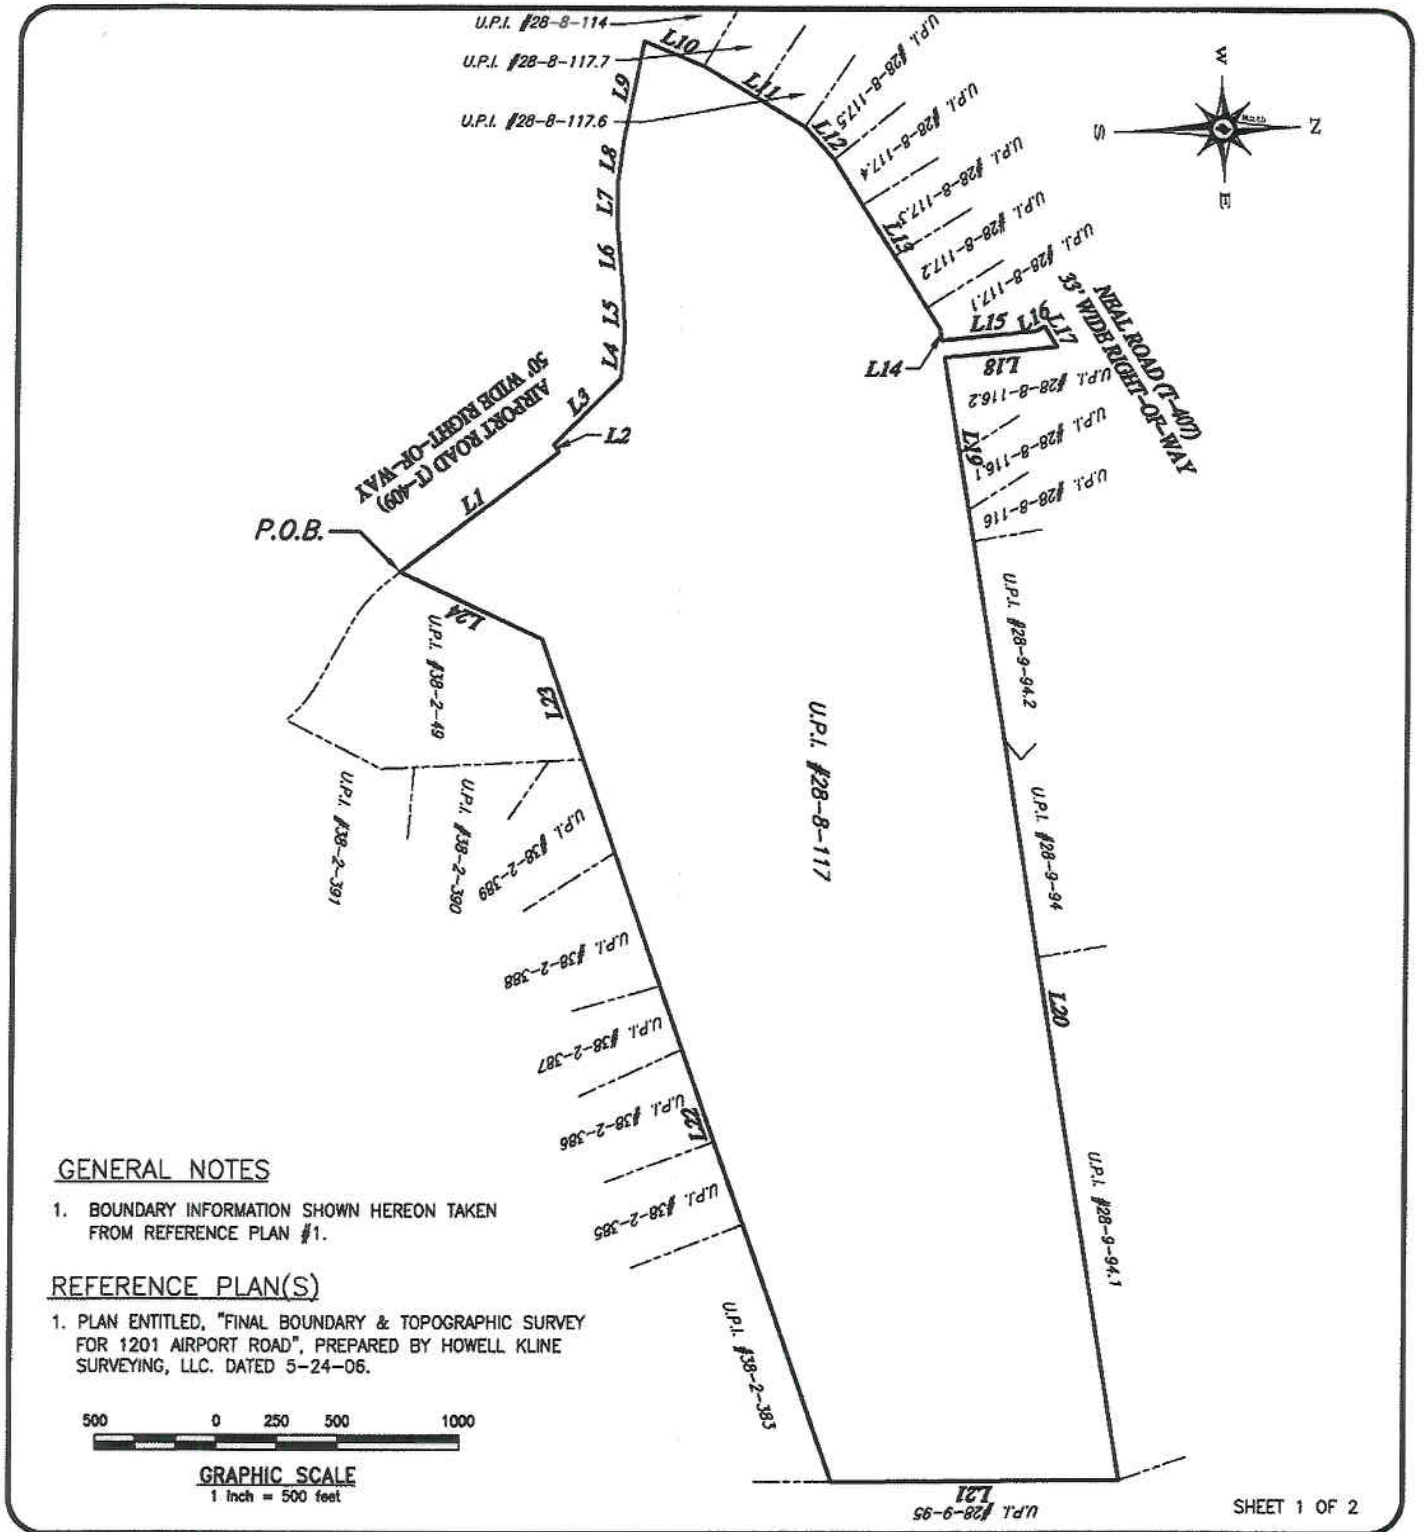 U.P.I. #28-8-114
U.P.I. #28-8-117.7
U.P.I. #28-8-117.6
L10
L11
L9
L8
L7
L6
L5
L4
L3
L2
L1
L12
U.P.I. #28-8-117.5
U.P.I. #28-8-117.4
U.P.I. #28-8-117.3
U.P.I. #28-8-117.2
U.P.I. #28-8-117.1
L13
W
S
N
E
NEAL ROAD (T-407)
33' WIDE RIGHT-OF-WAY
L14
L15
L16
L17
L18
U.P.I. #28-8-116.2
U.P.I. #28-8-116.1
U.P.I. #28-8-116
L19
AIRPORT ROAD (T-409)
50' WIDE RIGHT-OF-WAY
P.O.B.
L24
U.P.I. #38-2-49
L23
U.P.I. #38-2-391
U.P.I. #38-2-390
U.P.I. #38-2-389
U.P.I. #38-2-388
U.P.I. #38-2-387
U.P.I. #38-2-386
L22
U.P.I. #38-2-385
U.P.I. #38-2-383
U.P.I. #28-8-117
U.P.I. #28-9-94.2
U.P.I. #28-9-94
L20
U.P.I. #28-9-94.1
L21
U.P.I. #28-9-95
GENERAL NOTES
1. BOUNDARY INFORMATION SHOWN HEREON TAKEN
FROM REFERENCE PLAN #1.
REFERENCE PLAN(S)
1. PLAN ENTITLED, "FINAL BOUNDARY & TOPOGRAPHIC SURVEY
FOR 1201 AIRPORT ROAD", PREPARED BY HOWELL KLINE
SURVEYING, LLC. DATED 5-24-06.
500 0 250 500 1000
GRAPHIC SCALE
1 inch = 500 feet
SHEET 1 OF 2